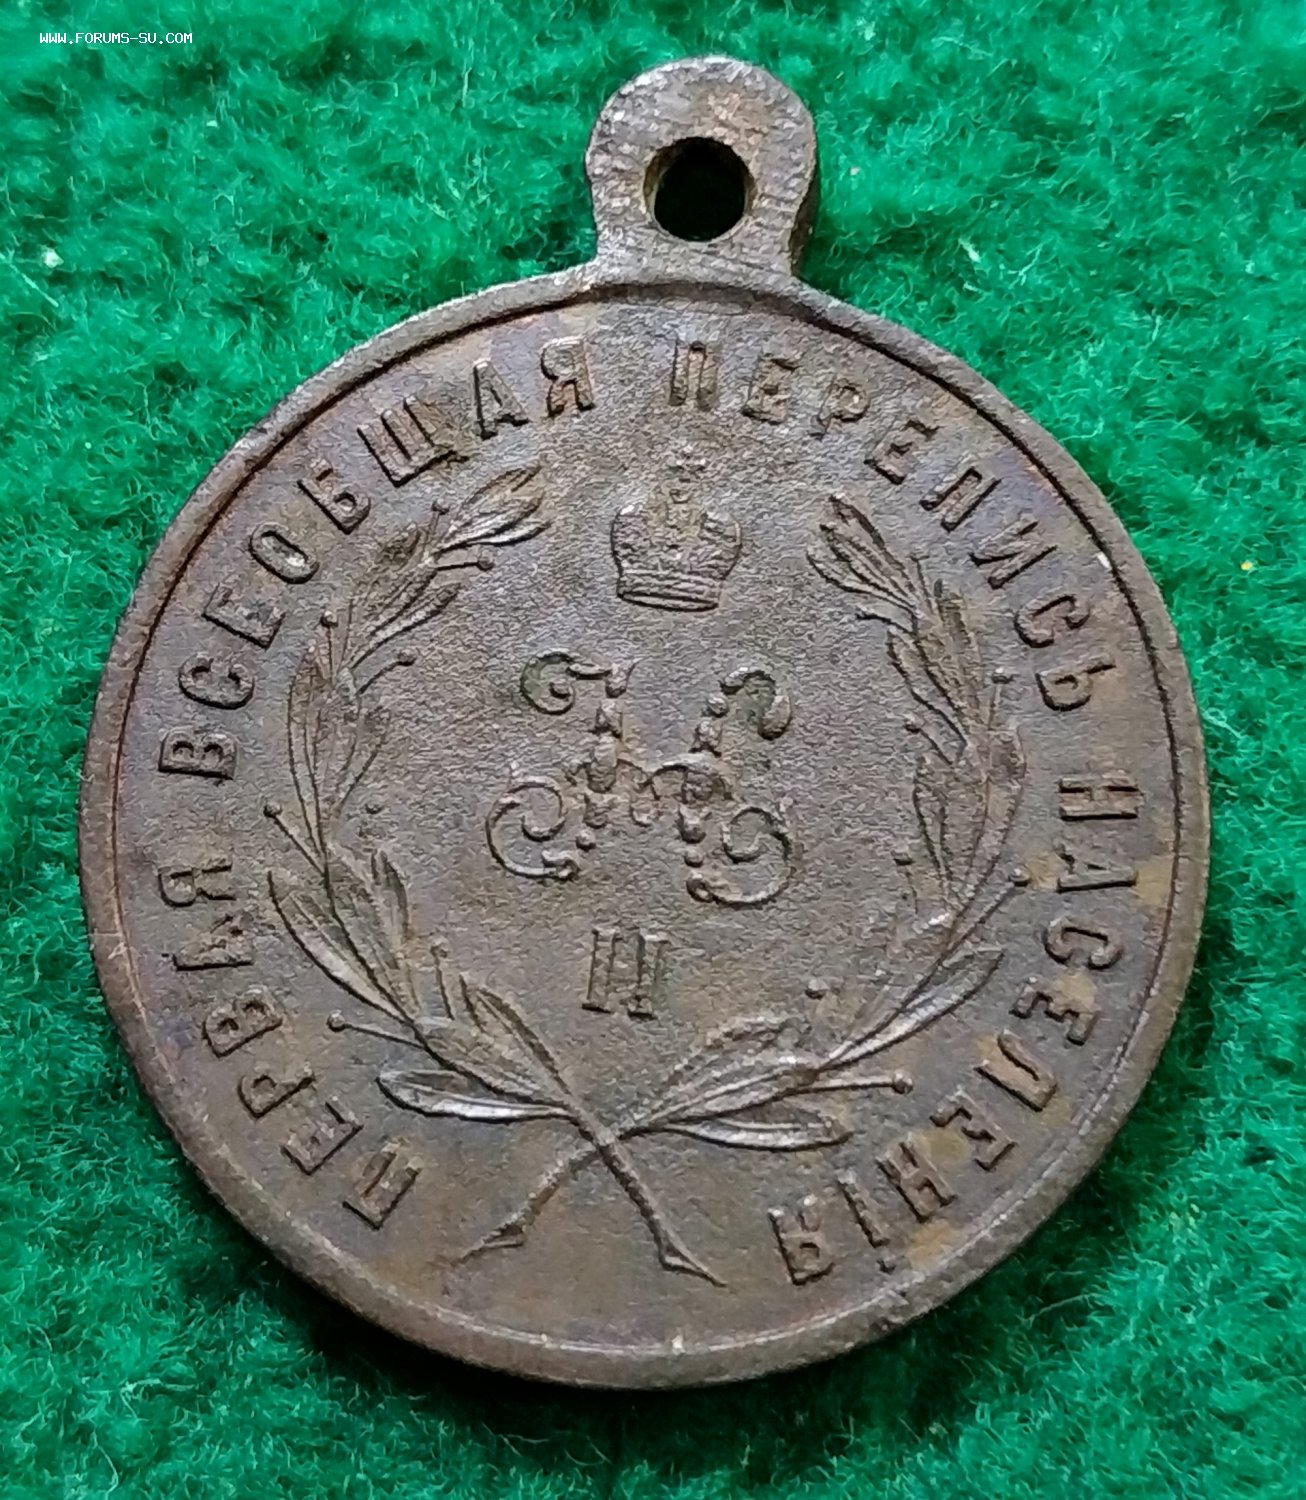 WWW.FORUMS-SU.COM
ПЕРВАЯ ВСЕОБЩАЯ ПЕРЕПИСЬ НАСЕЛЕНІЯ
Н
II